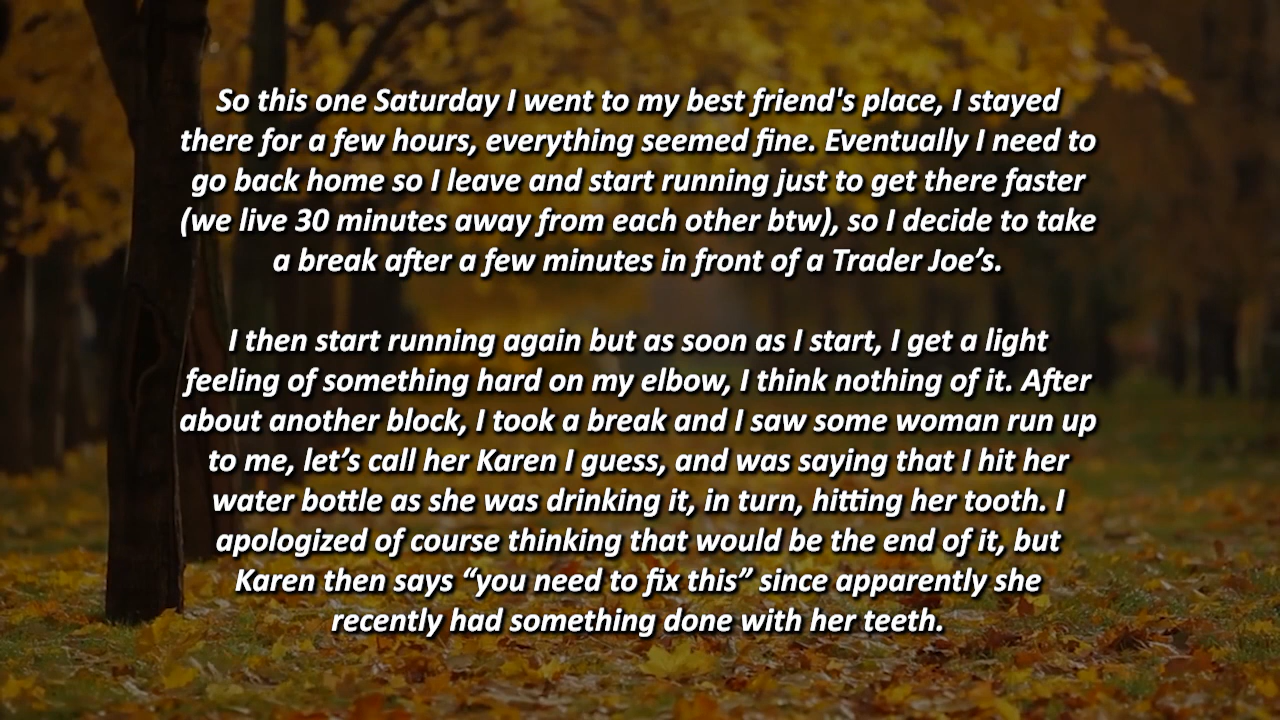 So this one Saturday I went to my best friend's place, I stayed
there for a few hours, everything seemed fine. Eventually I need to
go back home so I leave and start running just to get there faster
(we live 30 minutes away from each other btw), so I decide to take
a break after a few minutes in front of a Trader Joe’s.
I then start running again but as soon as I start, I get a light
feeling of something hard on my elbow, I think nothing of it. After
about another block, I took a break and I saw some woman run up
to me, let’s call her Karen I guess, and was saying that I hit her
water bottle as she was drinking it, in turn, hitting her tooth. I
apologized of course thinking that would be the end of it, but
Karen then says “you need to fix this” since apparently she
recently had something done with her teeth.